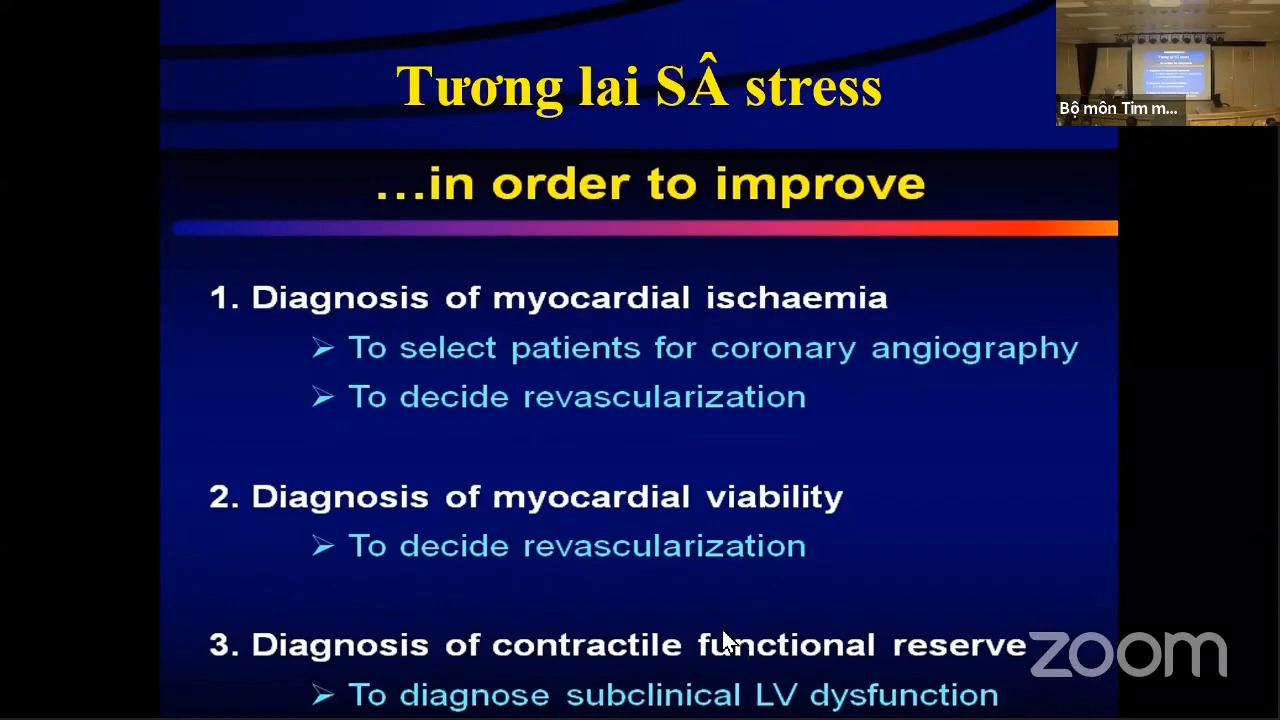 Tương lai SÂ stress
...in order to improve
1. Diagnosis of myocardial ischaemia
➢ To select patients for coronary angiography
➢ To decide revascularization
2. Diagnosis of myocardial viability
➢ To decide revascularization
3. Diagnosis of contractile functional reserve
➢ To diagnose subclinical LV dysfunction
Bộ môn Tim m...
zoom